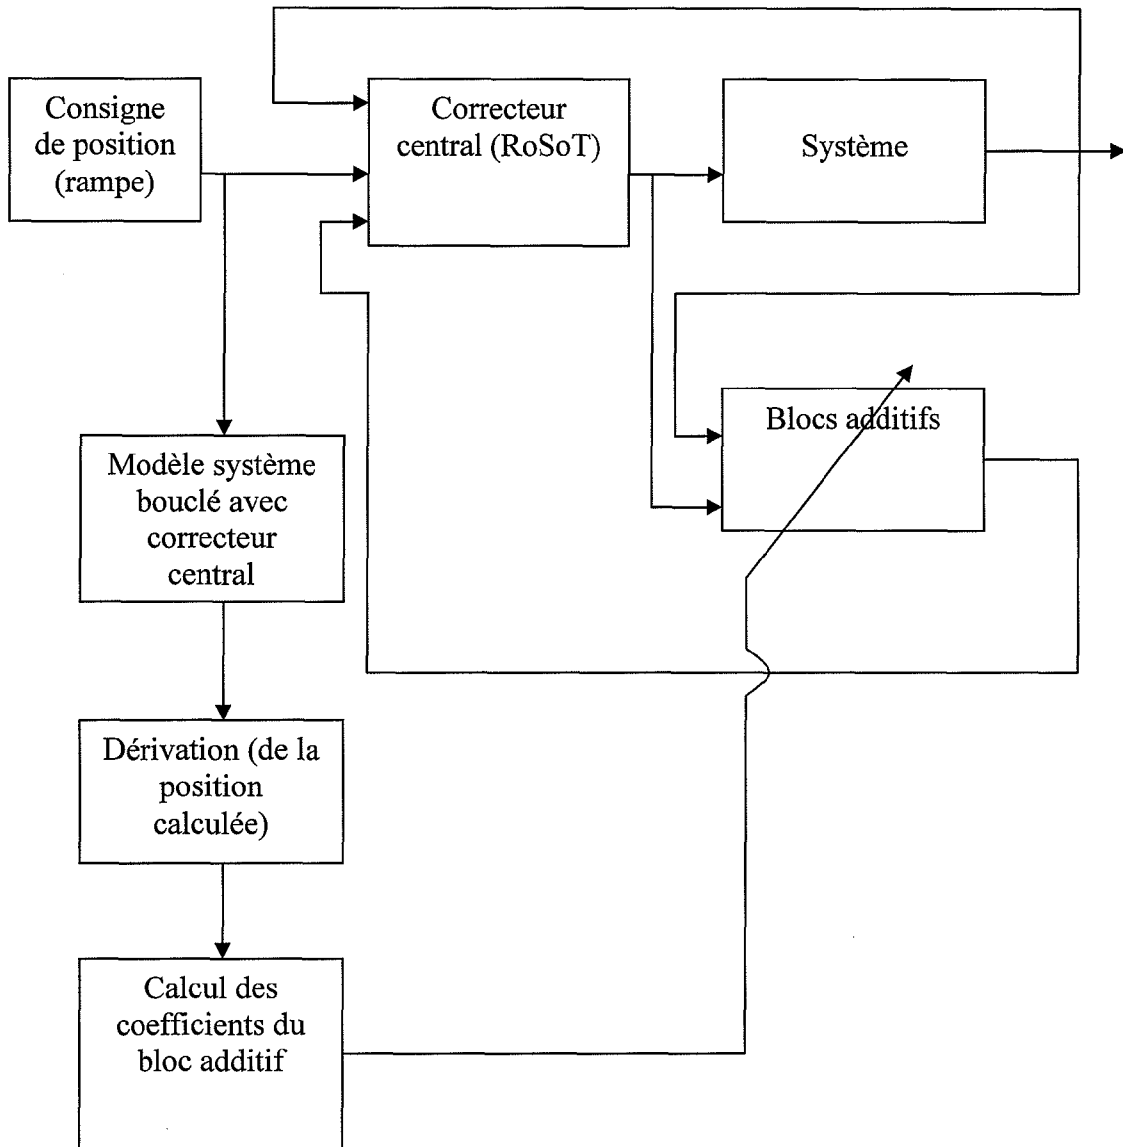 Consigne
de position
(rampe)
Correcteur
central (RoSoT)
Système
Blocs additifs
Modèle système
bouclé avec
correcteur
central
Dérivation (de la
position
calculée)
Calcul des
coefficients du
bloc additif